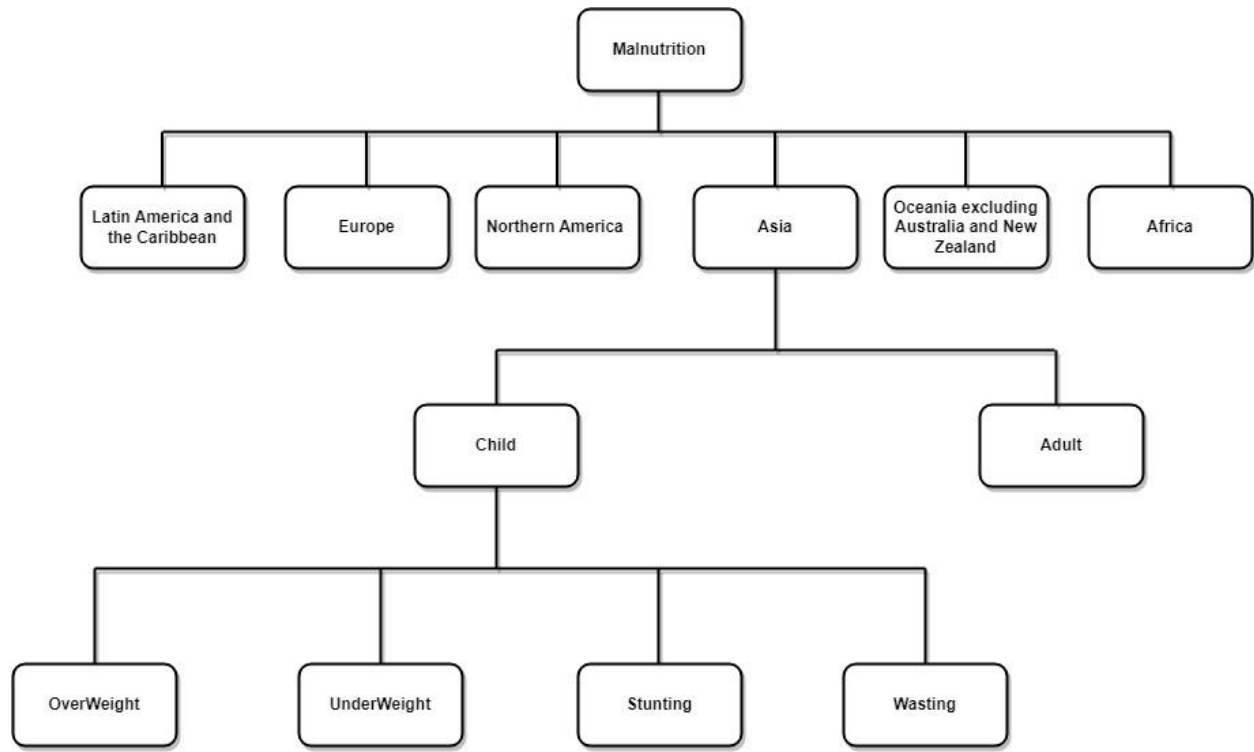 Malnutrition
Latin America and
the Caribbean
Europe
Northern America
Asia
Oceania excluding
Australia and New
Zealand
Africa
Child
Adult
OverWeight
UnderWeight
Stunting
Wasting